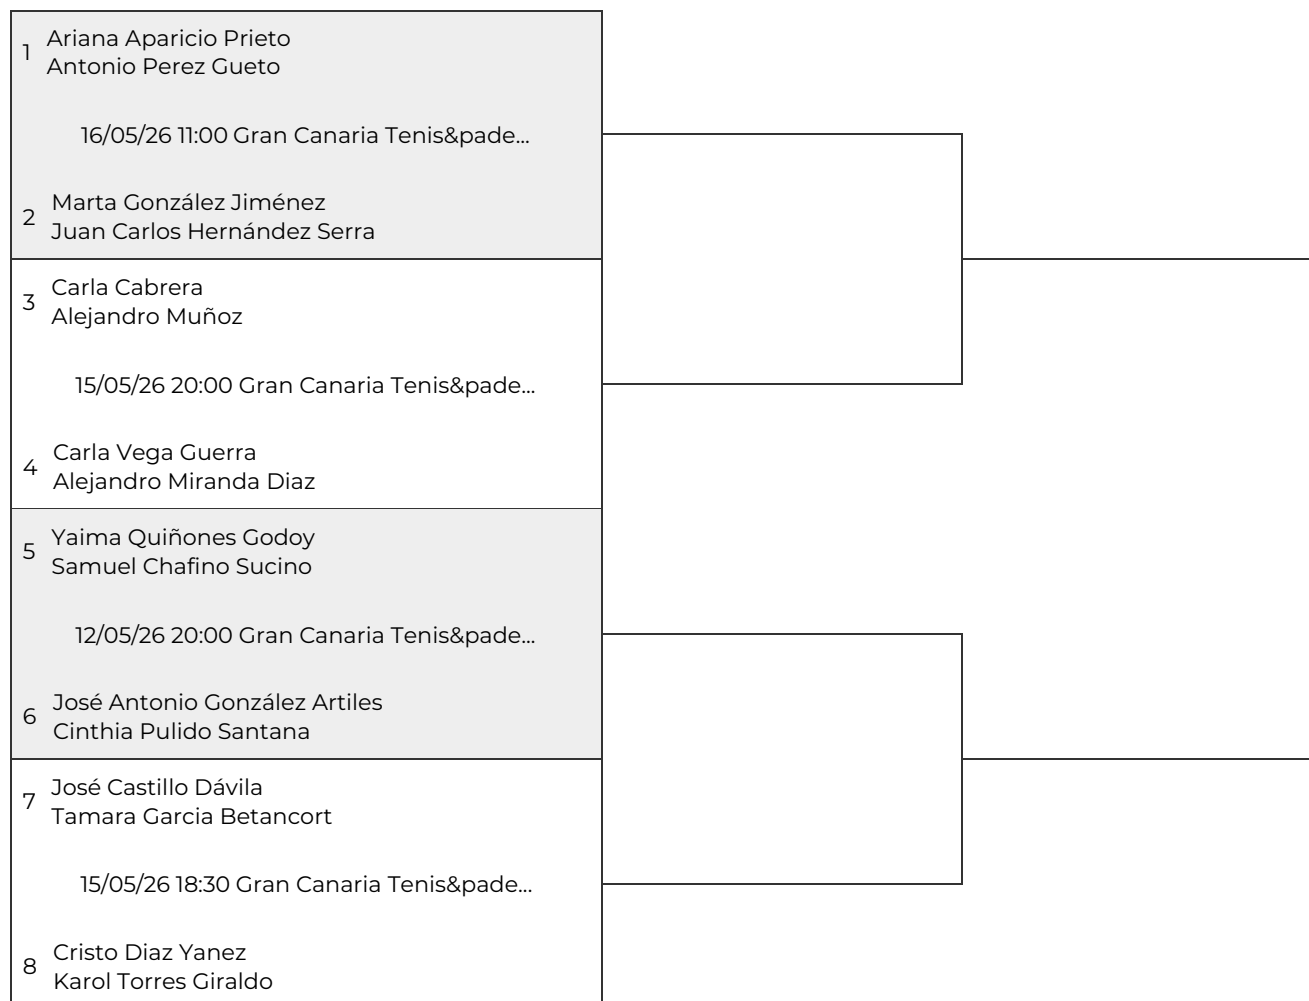 1
Ariana Aparicio Prieto
Antonio Perez Gueto
16/05/26 11:00 Gran Canaria Tenis&pade...
2
Marta González Jiménez
Juan Carlos Hernández Serra
3
Carla Cabrera
Alejandro Muñoz
15/05/26 20:00 Gran Canaria Tenis&pade...
4
Carla Vega Guerra
Alejandro Miranda Diaz
5
Yaima Quiñones Godoy
Samuel Chafino Sucino
12/05/26 20:00 Gran Canaria Tenis&pade...
6
José Antonio González Artiles
Cinthia Pulido Santana
7
José Castillo Dávila
Tamara Garcia Betancort
15/05/26 18:30 Gran Canaria Tenis&pade...
8
Cristo Diaz Yanez
Karol Torres Giraldo